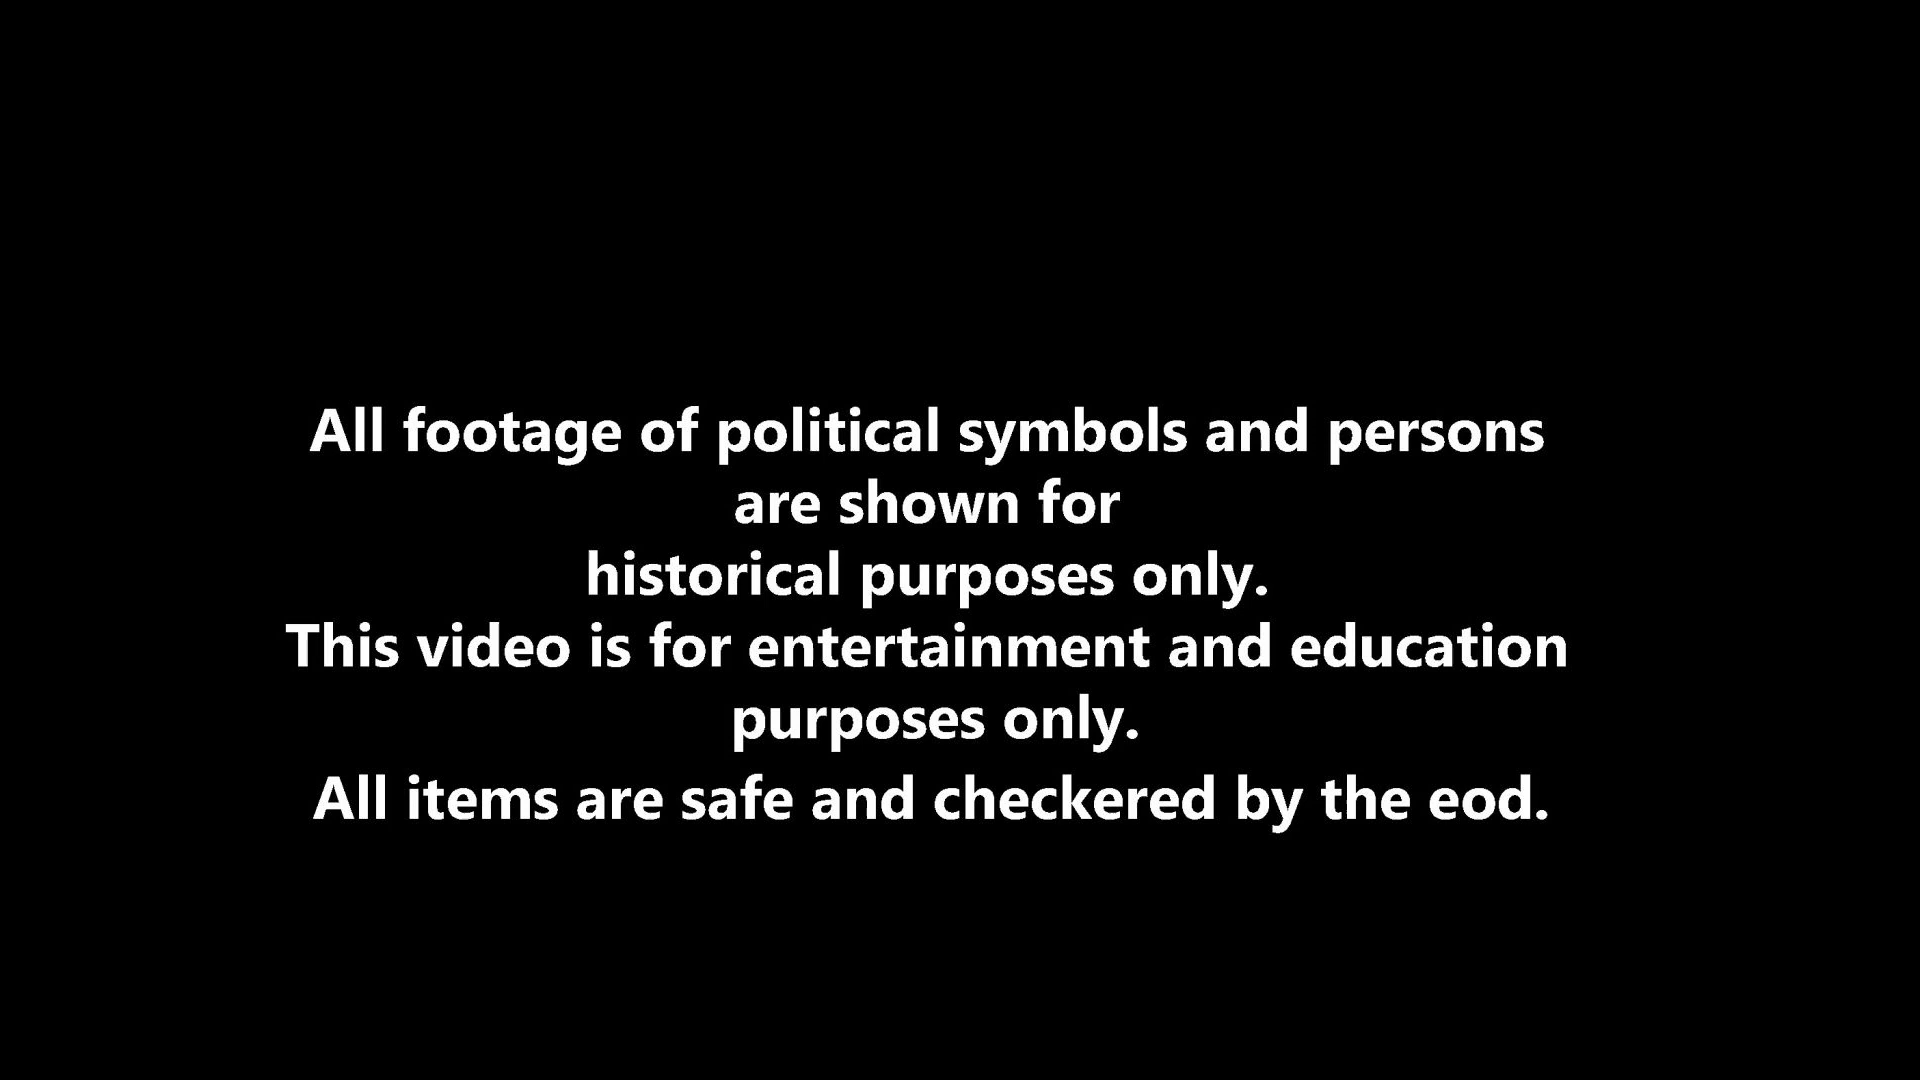 All footage of political symbols and persons
are shown for
historical purposes only.
This video is for entertainment and education
purposes only.
All items are safe and checkered by the eod.